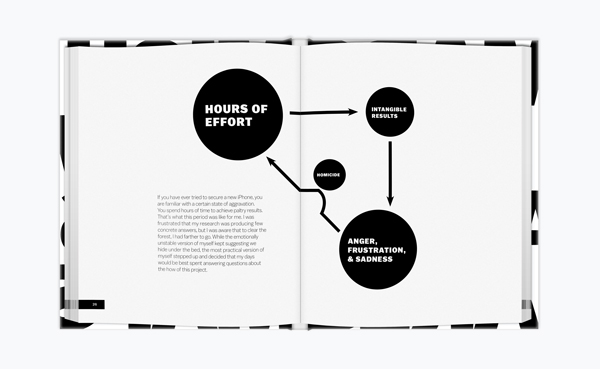 HOURS OF
EFFORT
INTANGIBLE
RESULTS
HOMICIDE
If you have ever tried to secure a new iPhone, you
are familiar with a certain state of aggravation.
You spend hours of time to achieve paltry results.
That's what this period was like for me. I was
frustrated that my research was producing few
concrete answers, but I was aware that to clear the
forest, I had farther to go. While the emotionally
unstable version of myself kept suggesting we
hide under the bed, the most practical version of
myself stepped up and decided that my days
would be best spent answering questions about
the how of this project.
ANGER,
FRUSTRATION,
& SADNESS